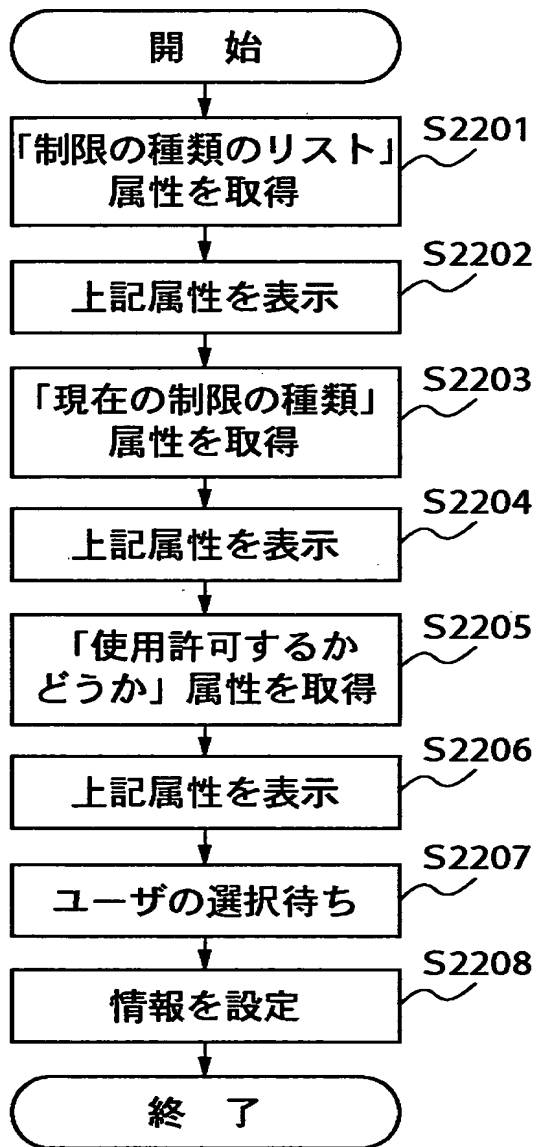 開 始
「制限の種類のリスト」
属性を取得
S2201
上記属性を表示
S2202
「現在の制限の種類」
属性を取得
S2203
上記属性を表示
S2204
「使用許可するか
どうか」属性を取得
S2205
上記属性を表示
S2206
ユーザの選択待ち
S2207
情報を設定
S2208
終 了